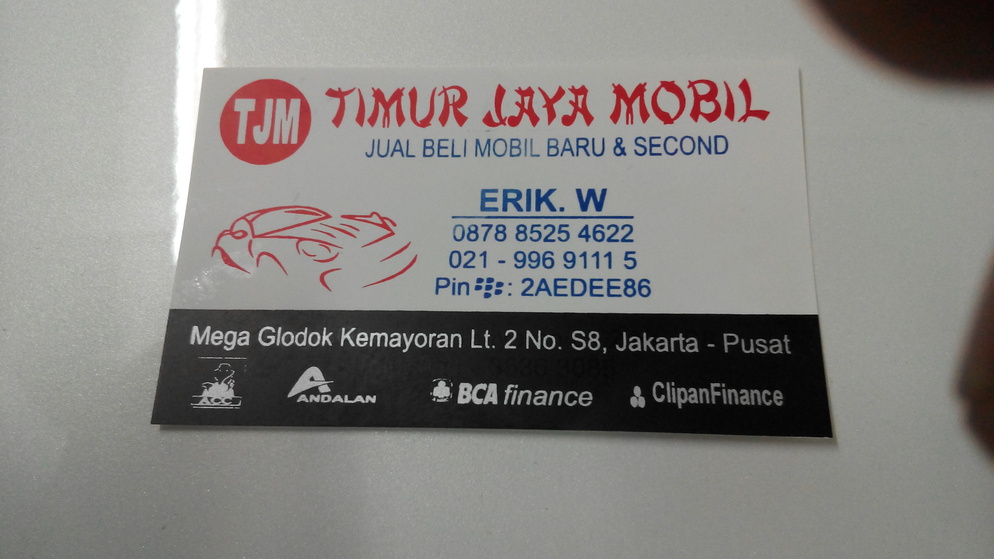 TJM
TIMUR JAYA MOBIL
JUAL BELI MOBIL BARU & SECOND
ERIK. W
0878 8525 4622
021 - 996 9111 5
Pin : 2AEDEE86
Mega Glodok Kemayoran Lt. 2 No. S8, Jakarta - Pusat
ACC
ANDALAN
BCA finance
ClipanFinance